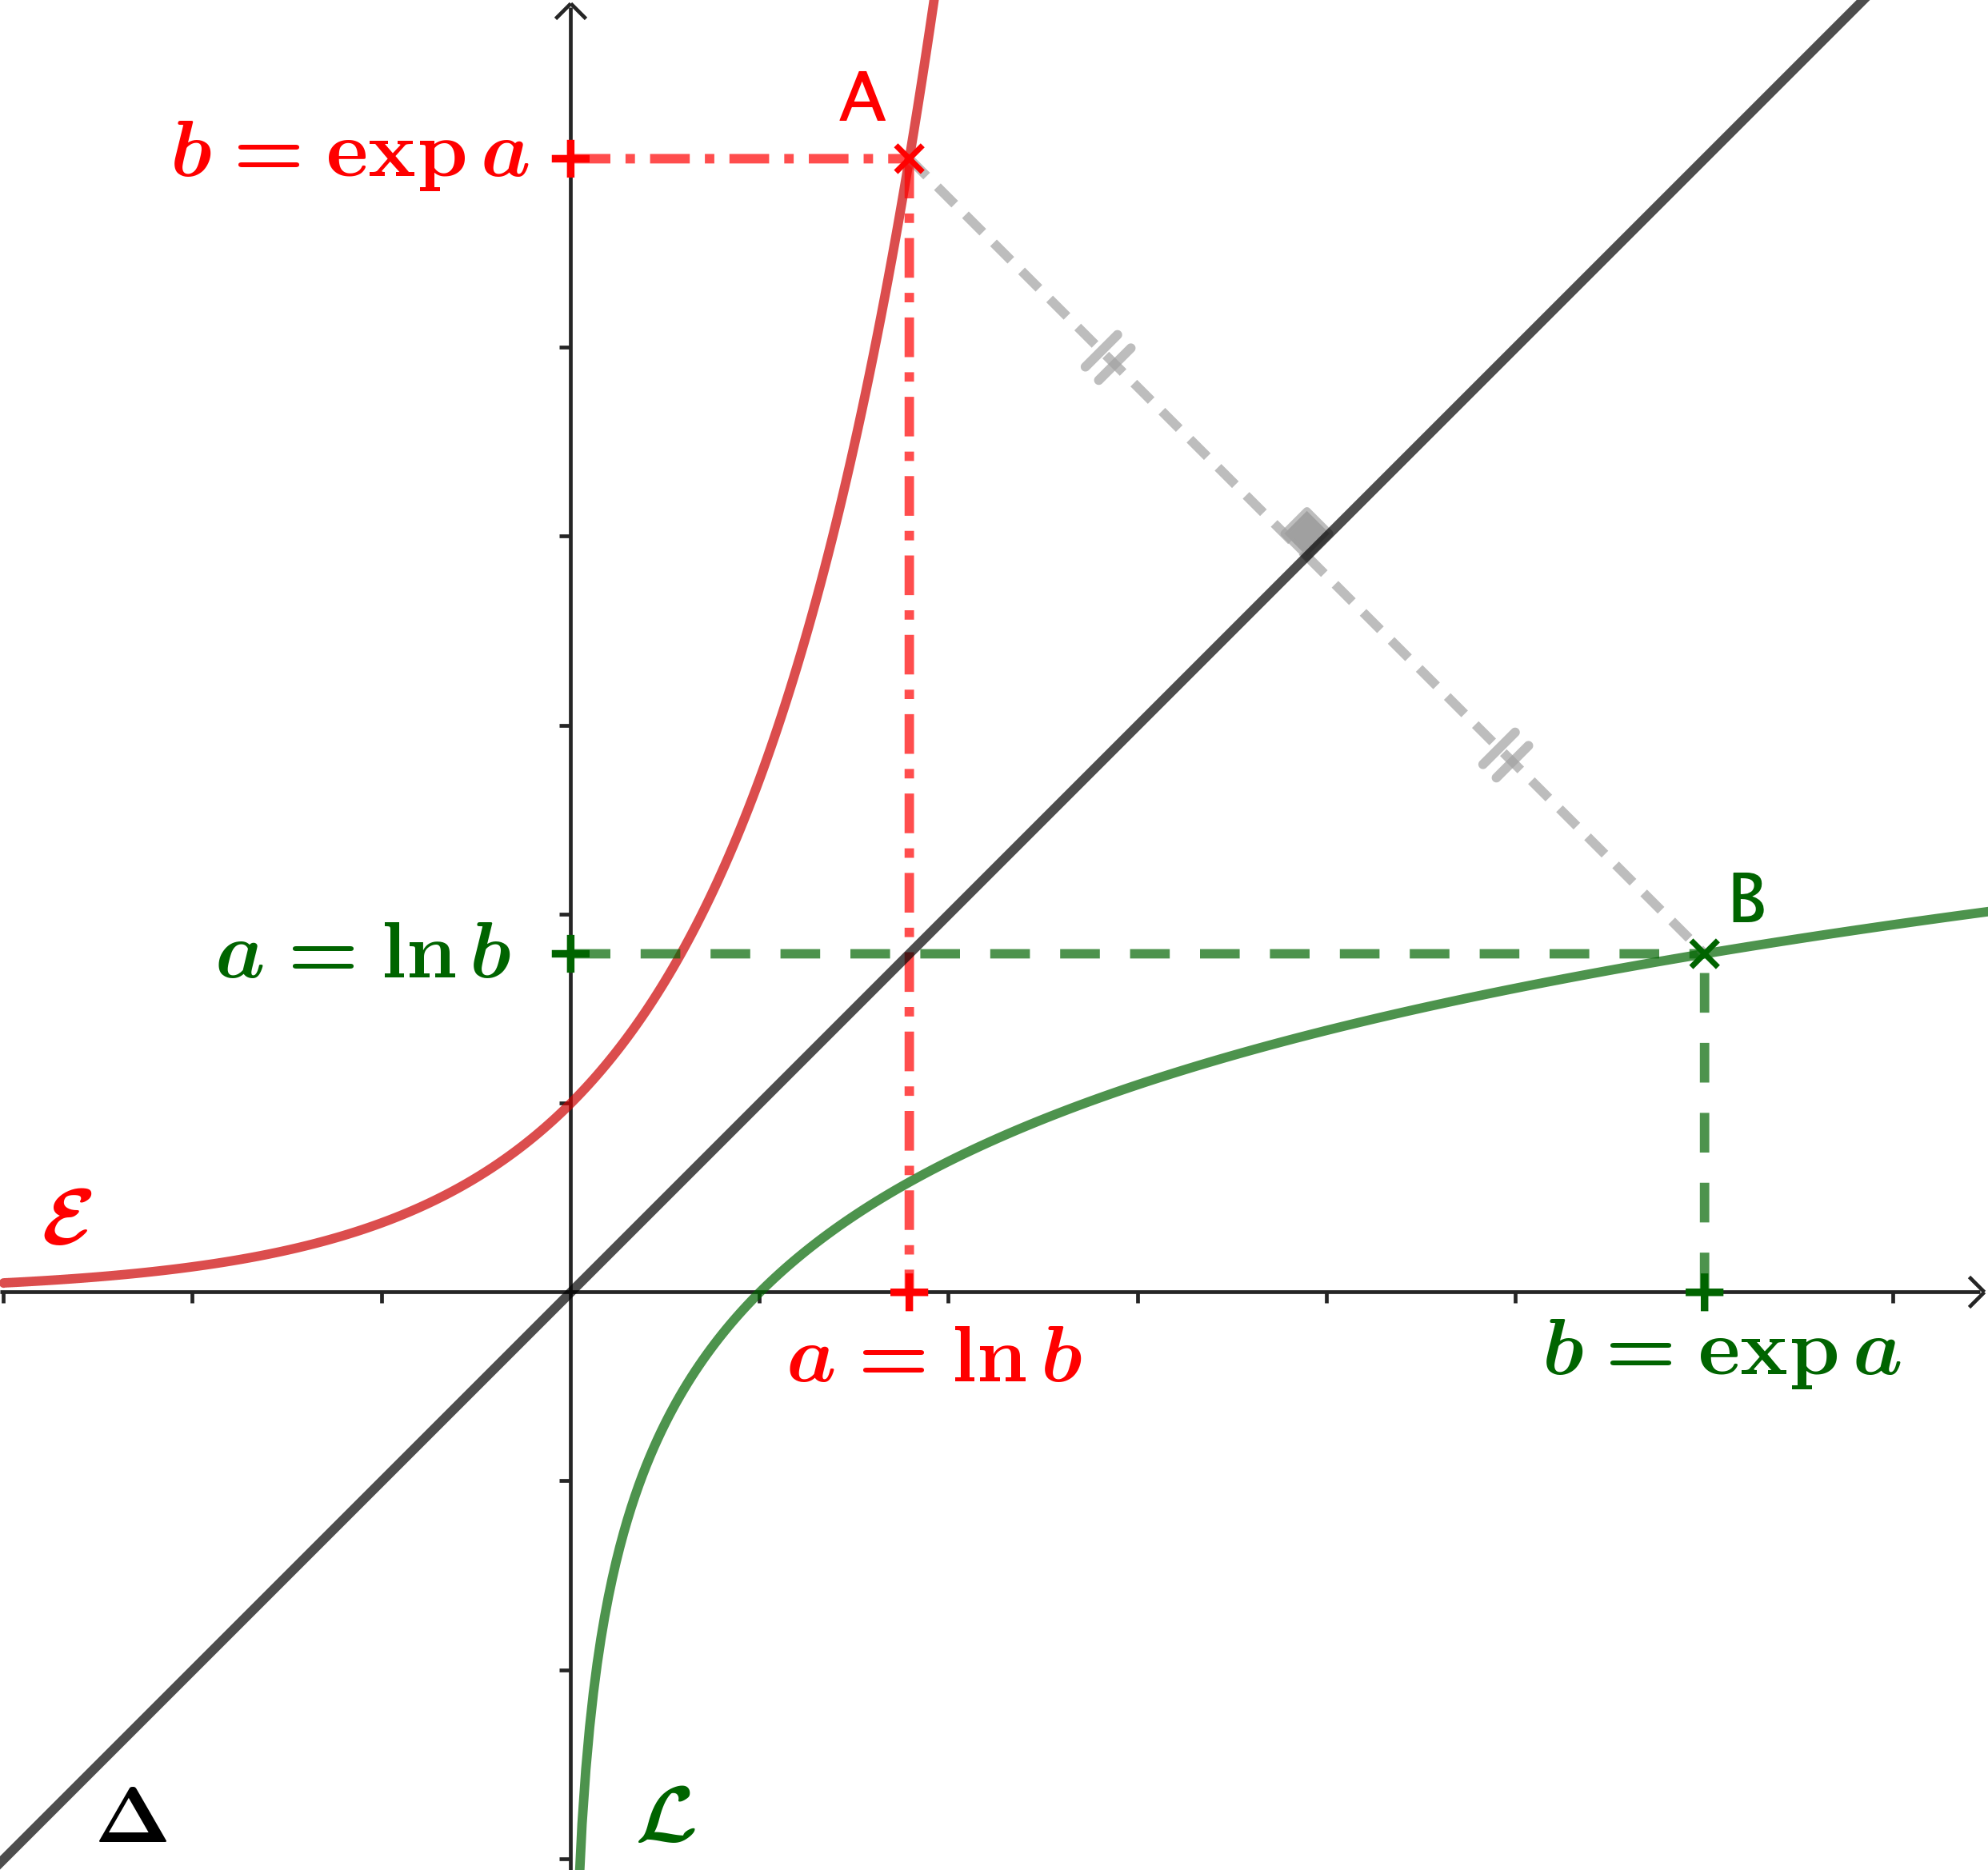 A
b = exp a
B
a = ln b
ℰ
a = ln b
b = exp a
Δ
ℒ